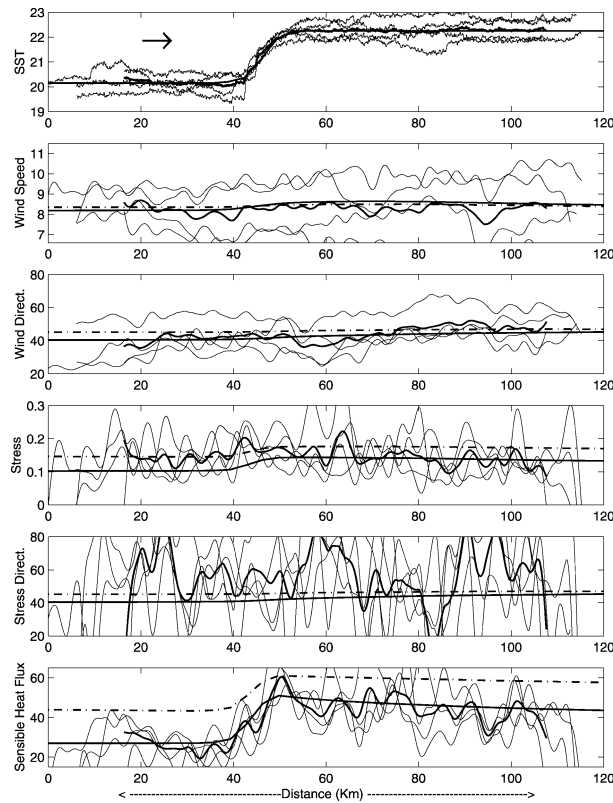 23
22
21
20
19
SST
0 20 40 60 80 100 120
11
10
9
8
7
Wind Speed
0 20 40 60 80 100 120
80
60
40
20
Wind Direct.
0 20 40 60 80 100 120
0.3
0.2
0.1
0
Stress
0 20 40 60 80 100 120
80
60
40
20
Stress Direct.
0 20 40 60 80 100 120
60
40
20
Sensible Heat Flux
0 20 40 60 80 100 120
< ----------------------------Distance (Km) ----------------------------->